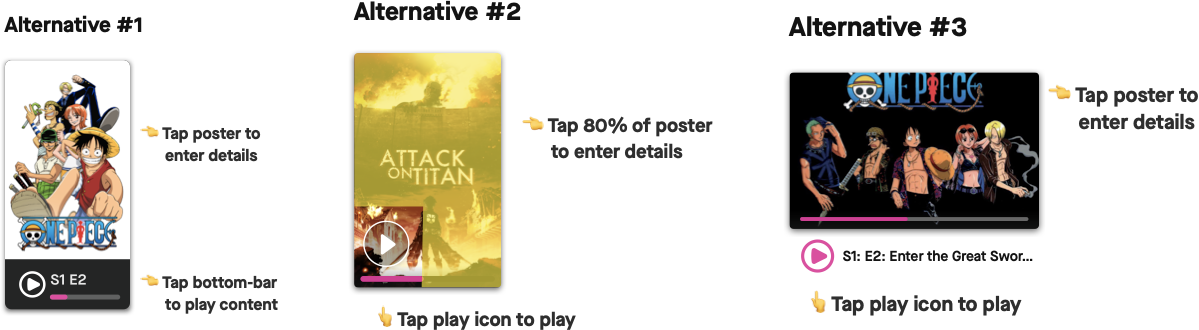 Alternative #1
ONE PIECE
S1 E2
Tap poster to
enter details
Tap bottom-bar
to play content
Alternative #2
ATTACK
ON TITAN
Tap 80% of poster
to enter details
Tap play icon to play
Alternative #3
ONE PIECE
S1: E2: Enter the Great Swor...
Tap poster to
enter details
Tap play icon to play